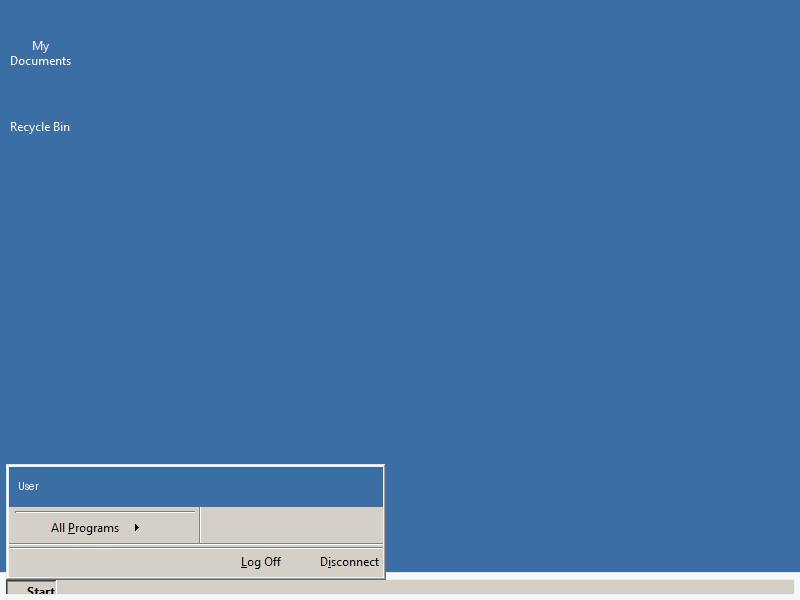 My
Documents
Recycle Bin
User
All Programs
Log Off
Disconnect
Start